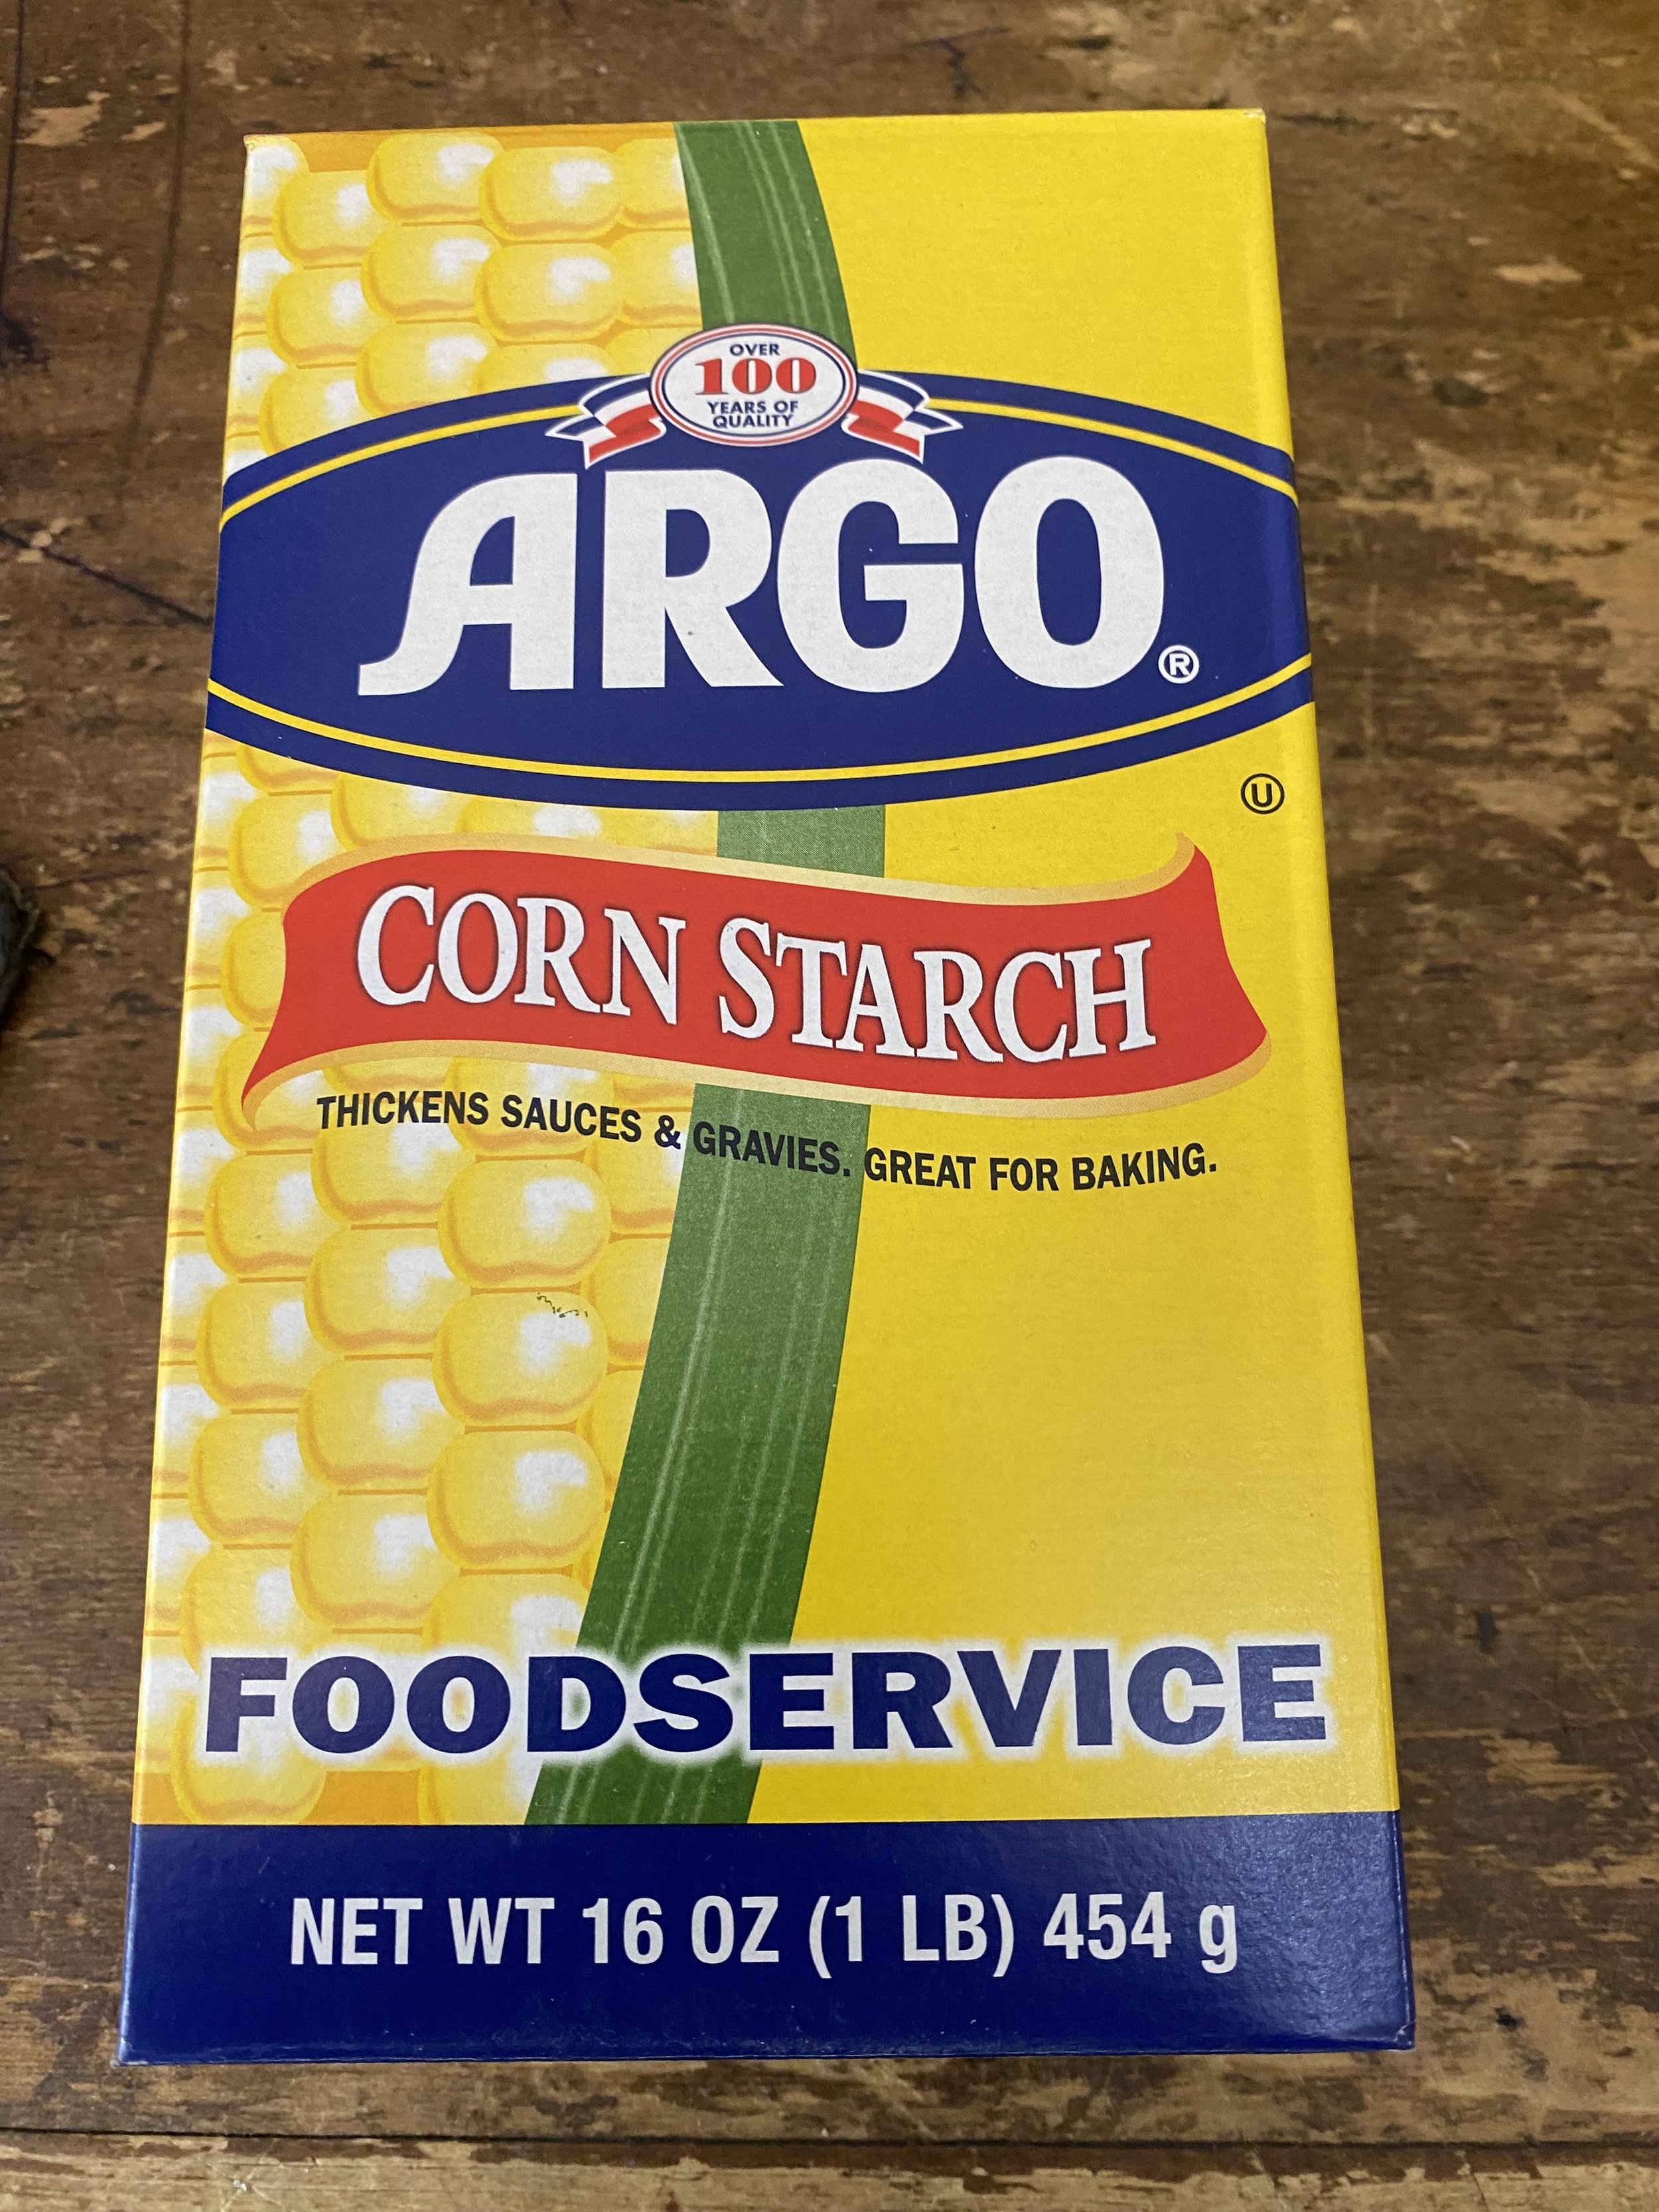 OVER
100
YEARS OF
QUALITY
ARGO®
Ⓤ
CORN STARCH
THICKENS SAUCES & GRAVIES. GREAT FOR BAKING.
FOODSERVICE
NET WT 16 OZ (1 LB) 454 g